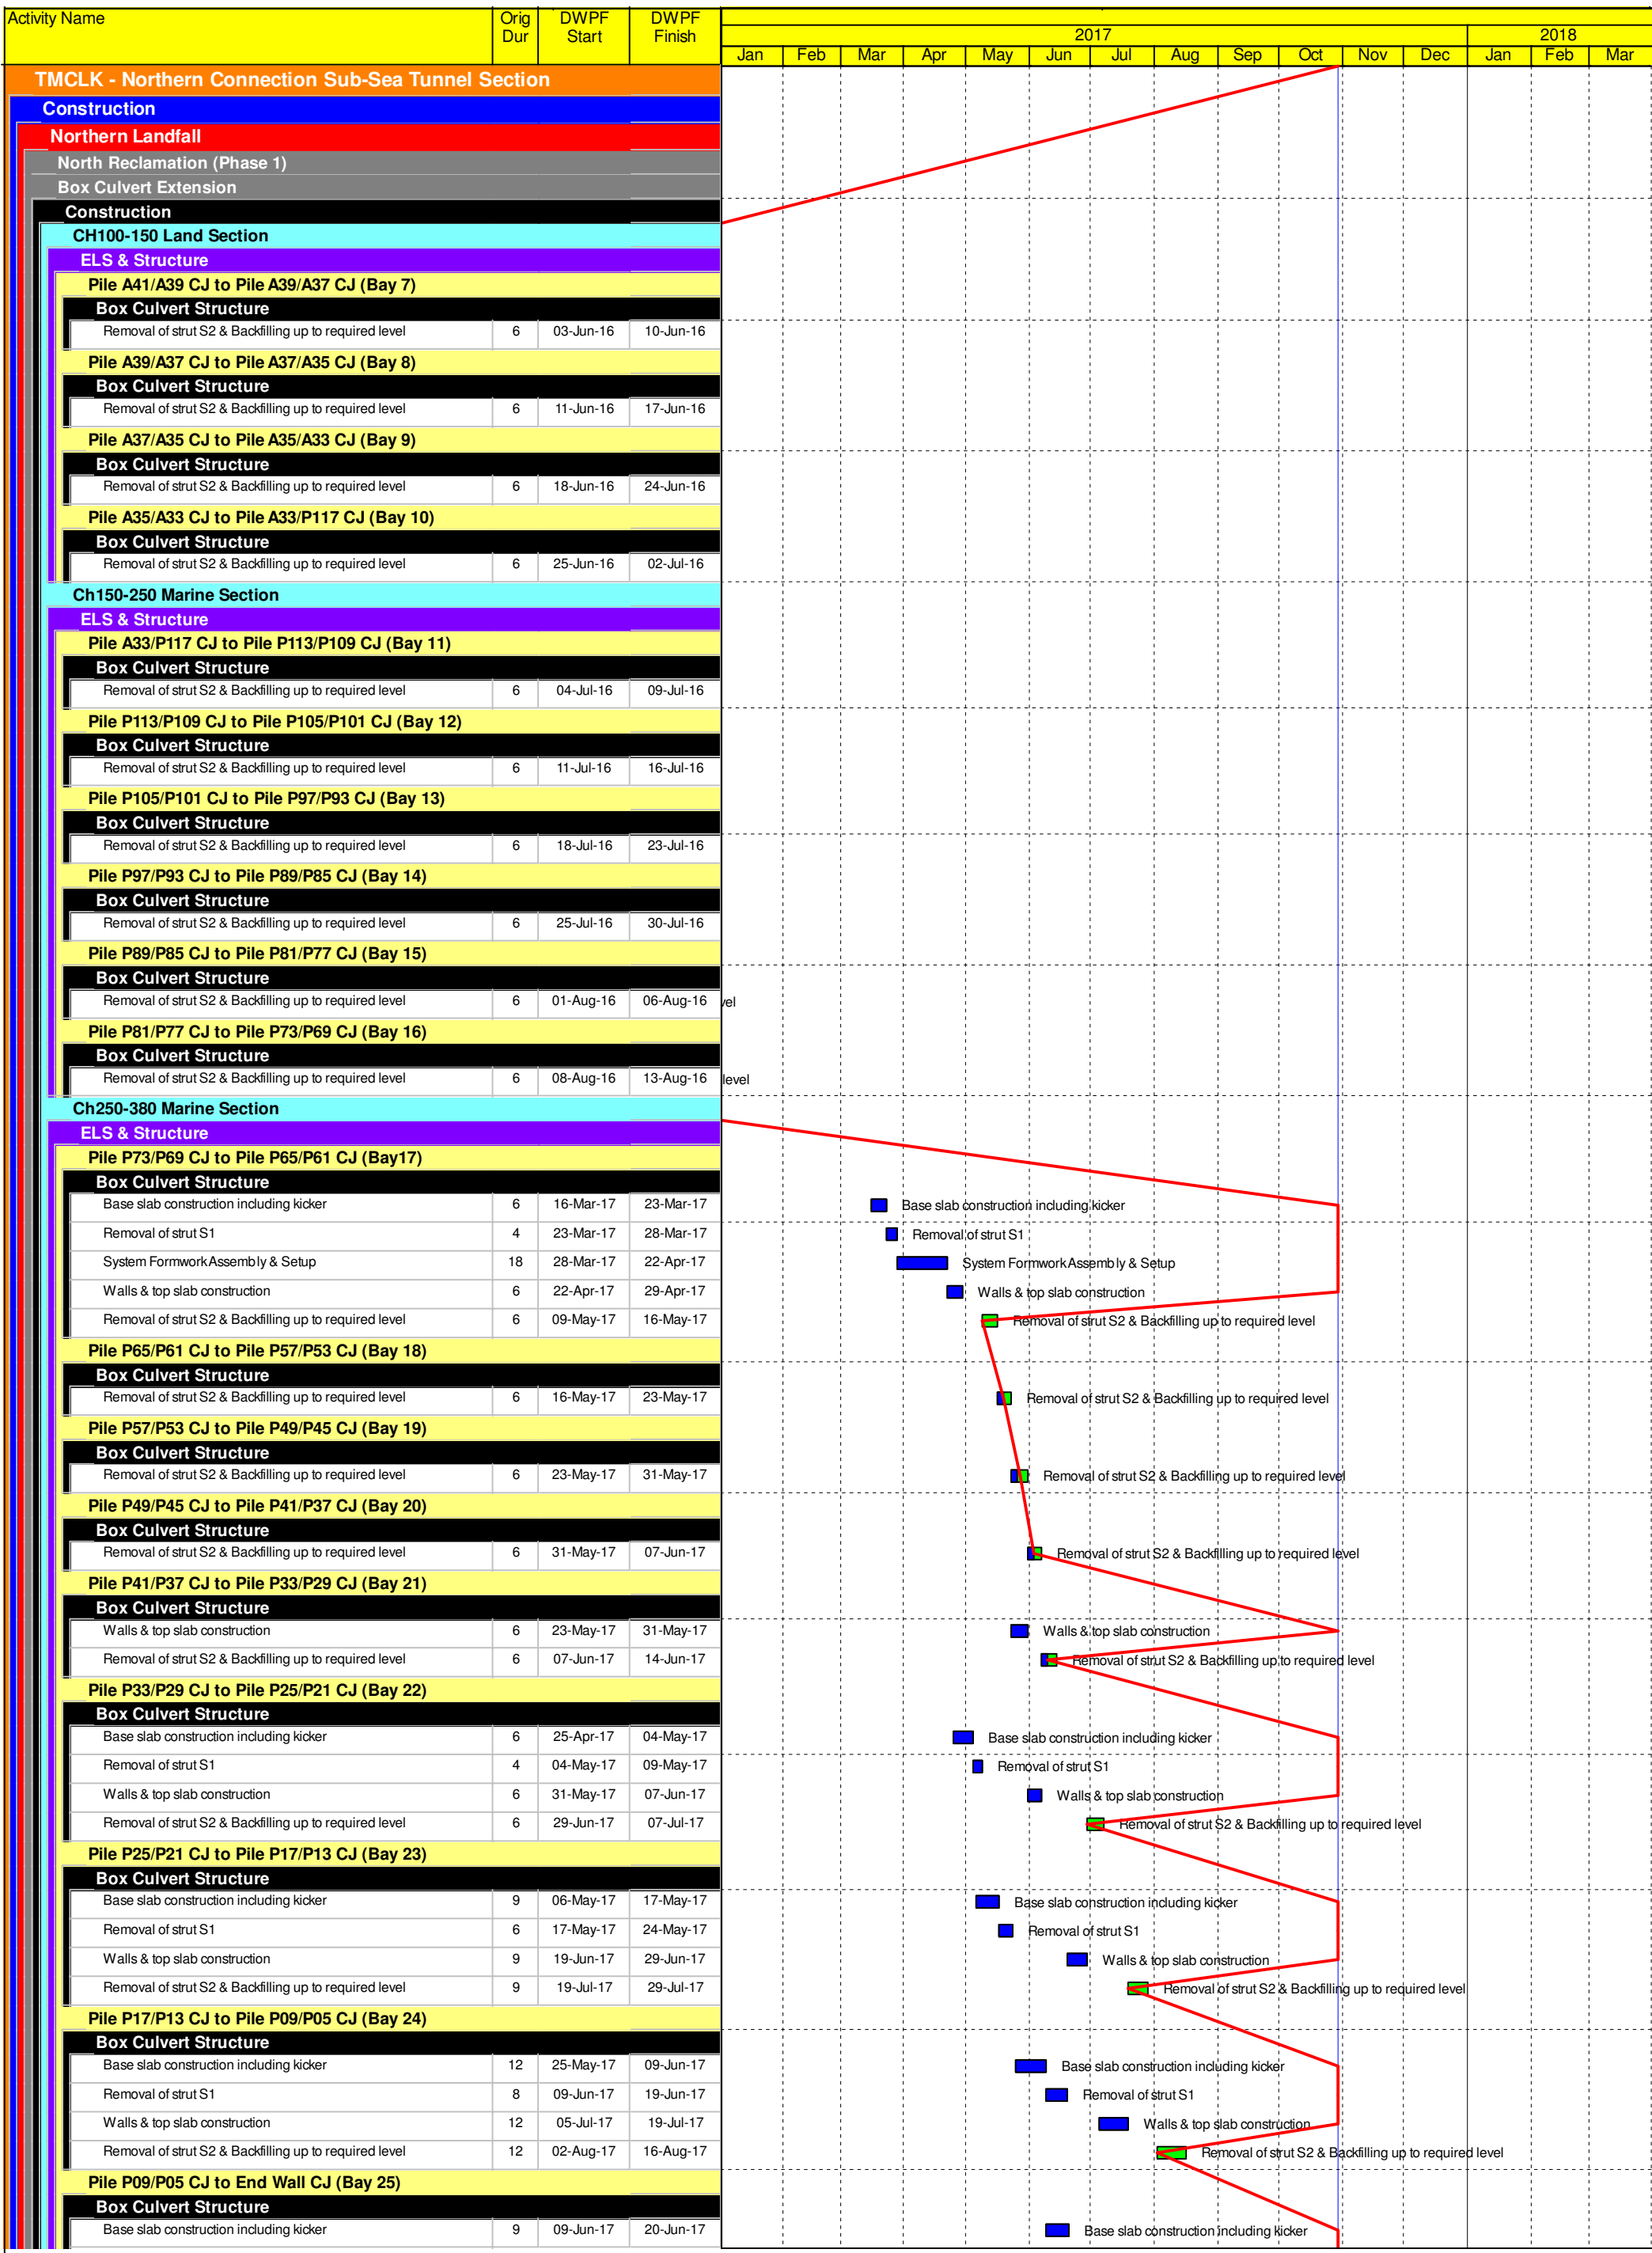 Activity Name Orig Dur DWPF Start DWPF Finish
2017 2018
Jan Feb Mar Apr May Jun Jul Aug Sep Oct Nov Dec Jan Feb Mar
TMCLK - Northern Connection Sub-Sea Tunnel Section
Construction
Northern Landfall
North Reclamation (Phase 1)
Box Culvert Extension
Construction
CH100-150 Land Section
ELS & Structure
Pile A41/A39 CJ to Pile A39/A37 CJ (Bay 7)
Box Culvert Structure
Removal of strut S2 & Backfilling up to required level 6 03-Jun-16 10-Jun-16
Pile A39/A37 CJ to Pile A37/A35 CJ (Bay 8)
Box Culvert Structure
Removal of strut S2 & Backfilling up to required level 6 11-Jun-16 17-Jun-16
Pile A37/A35 CJ to Pile A35/A33 CJ (Bay 9)
Box Culvert Structure
Removal of strut S2 & Backfilling up to required level 6 18-Jun-16 24-Jun-16
Pile A35/A33 CJ to Pile A33/P117 CJ (Bay 10)
Box Culvert Structure
Removal of strut S2 & Backfilling up to required level 6 25-Jun-16 02-Jul-16
Ch150-250 Marine Section
ELS & Structure
Pile A33/P117 CJ to Pile P113/P109 CJ (Bay 11)
Box Culvert Structure
Removal of strut S2 & Backfilling up to required level 6 04-Jul-16 09-Jul-16
Pile P113/P109 CJ to Pile P105/P101 CJ (Bay 12)
Box Culvert Structure
Removal of strut S2 & Backfilling up to required level 6 11-Jul-16 16-Jul-16
Pile P105/P101 CJ to Pile P97/P93 CJ (Bay 13)
Box Culvert Structure
Removal of strut S2 & Backfilling up to required level 6 18-Jul-16 23-Jul-16
Pile P97/P93 CJ to Pile P89/P85 CJ (Bay 14)
Box Culvert Structure
Removal of strut S2 & Backfilling up to required level 6 25-Jul-16 30-Jul-16
Pile P89/P85 CJ to Pile P81/P77 CJ (Bay 15)
Box Culvert Structure
Removal of strut S2 & Backfilling up to required level 6 01-Aug-16 06-Aug-16 vel
Pile P81/P77 CJ to Pile P73/P69 CJ (Bay 16)
Box Culvert Structure
Removal of strut S2 & Backfilling up to required level 6 08-Aug-16 13-Aug-16 level
Ch250-380 Marine Section
ELS & Structure
Pile P73/P69 CJ to Pile P65/P61 CJ (Bay17)
Box Culvert Structure
Base slab construction including kicker 6 16-Mar-17 23-Mar-17 Base slab construction including kicker
Removal of strut S1 4 23-Mar-17 28-Mar-17 Removal of strut S1
System Formwork Assembly & Setup 18 28-Mar-17 22-Apr-17 System Formwork Assembly & Setup
Walls & top slab construction 6 22-Apr-17 29-Apr-17 Walls & top slab construction
Removal of strut S2 & Backfilling up to required level 6 09-May-17 16-May-17 Removal of strut S2 & Backfilling up to required level
Pile P65/P61 CJ to Pile P57/P53 CJ (Bay 18)
Box Culvert Structure
Removal of strut S2 & Backfilling up to required level 6 16-May-17 23-May-17 Removal of strut S2 & Backfilling up to required level
Pile P57/P53 CJ to Pile P49/P45 CJ (Bay 19)
Box Culvert Structure
Removal of strut S2 & Backfilling up to required level 6 23-May-17 31-May-17 Removal of strut S2 & Backfilling up to required level
Pile P49/P45 CJ to Pile P41/P37 CJ (Bay 20)
Box Culvert Structure
Removal of strut S2 & Backfilling up to required level 6 31-May-17 07-Jun-17 Removal of strut S2 & Backfilling up to required level
Pile P41/P37 CJ to Pile P33/P29 CJ (Bay 21)
Box Culvert Structure
Walls & top slab construction 6 23-May-17 31-May-17 Walls & top slab construction
Removal of strut S2 & Backfilling up to required level 6 07-Jun-17 14-Jun-17 Removal of strut S2 & Backfilling up to required level
Pile P33/P29 CJ to Pile P25/P21 CJ (Bay 22)
Box Culvert Structure
Base slab construction including kicker 6 25-Apr-17 04-May-17 Base slab construction including kicker
Removal of strut S1 4 04-May-17 09-May-17 Removal of strut S1
Walls & top slab construction 6 31-May-17 07-Jun-17 Walls & top slab construction
Removal of strut S2 & Backfilling up to required level 6 29-Jun-17 07-Jul-17 Removal of strut S2 & Backfilling up to required level
Pile P25/P21 CJ to Pile P17/P13 CJ (Bay 23)
Box Culvert Structure
Base slab construction including kicker 9 06-May-17 17-May-17 Base slab construction including kicker
Removal of strut S1 6 17-May-17 24-May-17 Removal of strut S1
Walls & top slab construction 9 19-Jun-17 29-Jun-17 Walls & top slab construction
Removal of strut S2 & Backfilling up to required level 9 19-Jul-17 29-Jul-17 Removal of strut S2 & Backfilling up to required level
Pile P17/P13 CJ to Pile P09/P05 CJ (Bay 24)
Box Culvert Structure
Base slab construction including kicker 12 25-May-17 09-Jun-17 Base slab construction including kicker
Removal of strut S1 8 09-Jun-17 19-Jun-17 Removal of strut S1
Walls & top slab construction 12 05-Jul-17 19-Jul-17 Walls & top slab construction
Removal of strut S2 & Backfilling up to required level 12 02-Aug-17 16-Aug-17 Removal of strut S2 & Backfilling up to required level
Pile P09/P05 CJ to End Wall CJ (Bay 25)
Box Culvert Structure
Base slab construction including kicker 9 09-Jun-17 20-Jun-17 Base slab construction including kicker